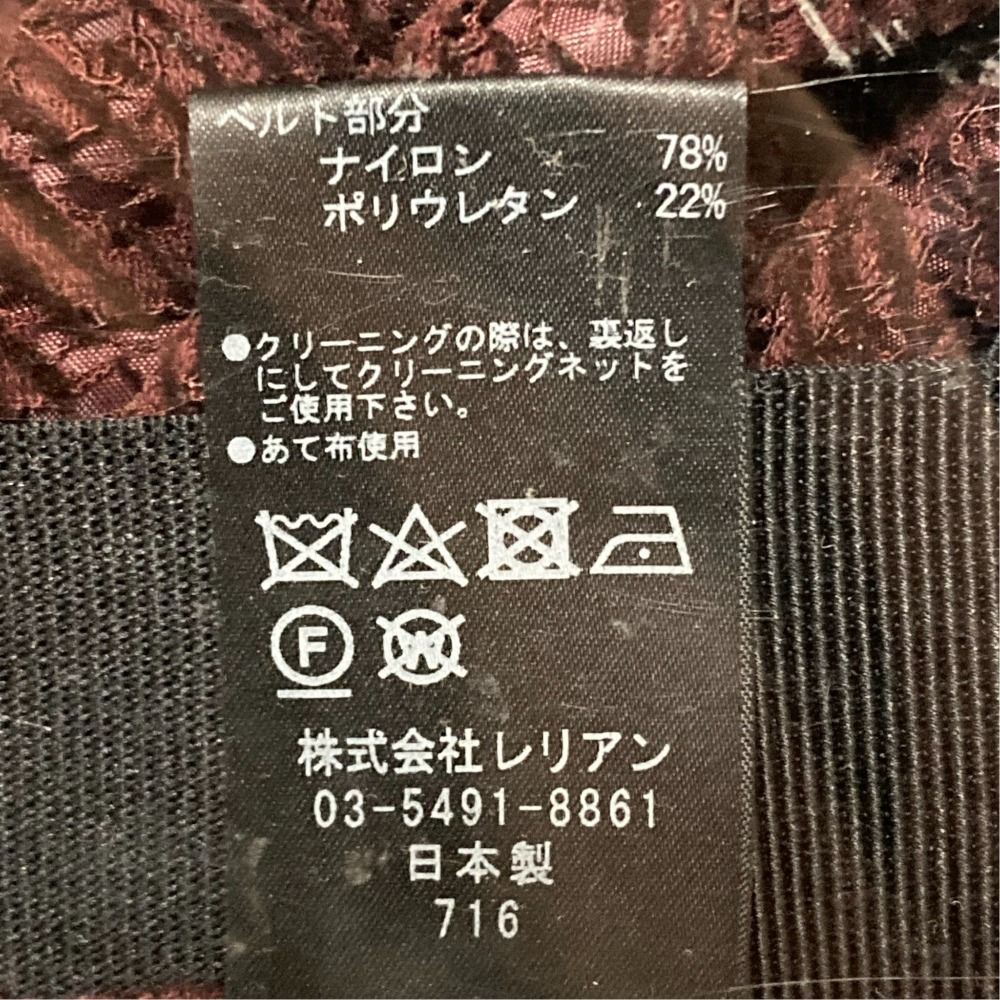 ベルト部分
ナイロン 78%
ポリウレタン 22%
●クリーニングの際は、裏返し
にしてクリーニングネットを
ご使用下さい。
●あて布使用
F W
株式会社レリアン
03-5491-8861
日本製
716